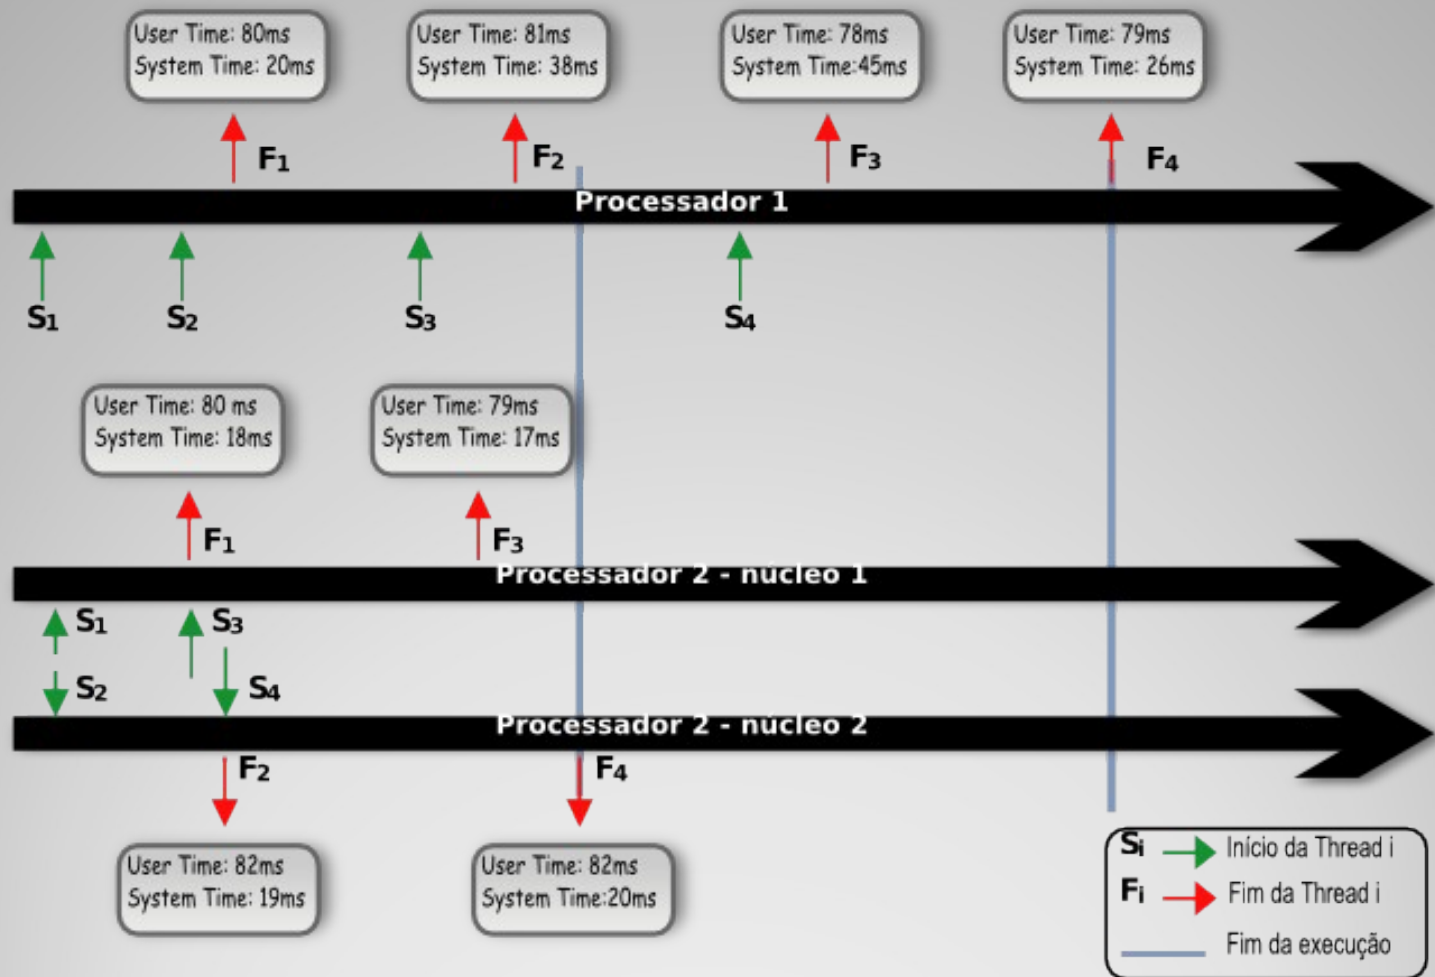 User Time: 80ms
System Time: 20ms
User Time: 81ms
System Time: 38ms
User Time: 78ms
System Time:45ms
User Time: 79ms
System Time: 26ms
F1
F2
F3
F4
Processador 1
S1
S2
S3
S4
User Time: 80 ms
System Time: 18ms
User Time: 79ms
System Time: 17ms
F1
F3
Processador 2 - núcleo 1
S1
S3
S2
S4
Processador 2 - núcleo 2
F2
F4
User Time: 82ms
System Time: 19ms
User Time: 82ms
System Time:20ms
Si Início da Thread i
Fi Fim da Thread i
Fim da execução